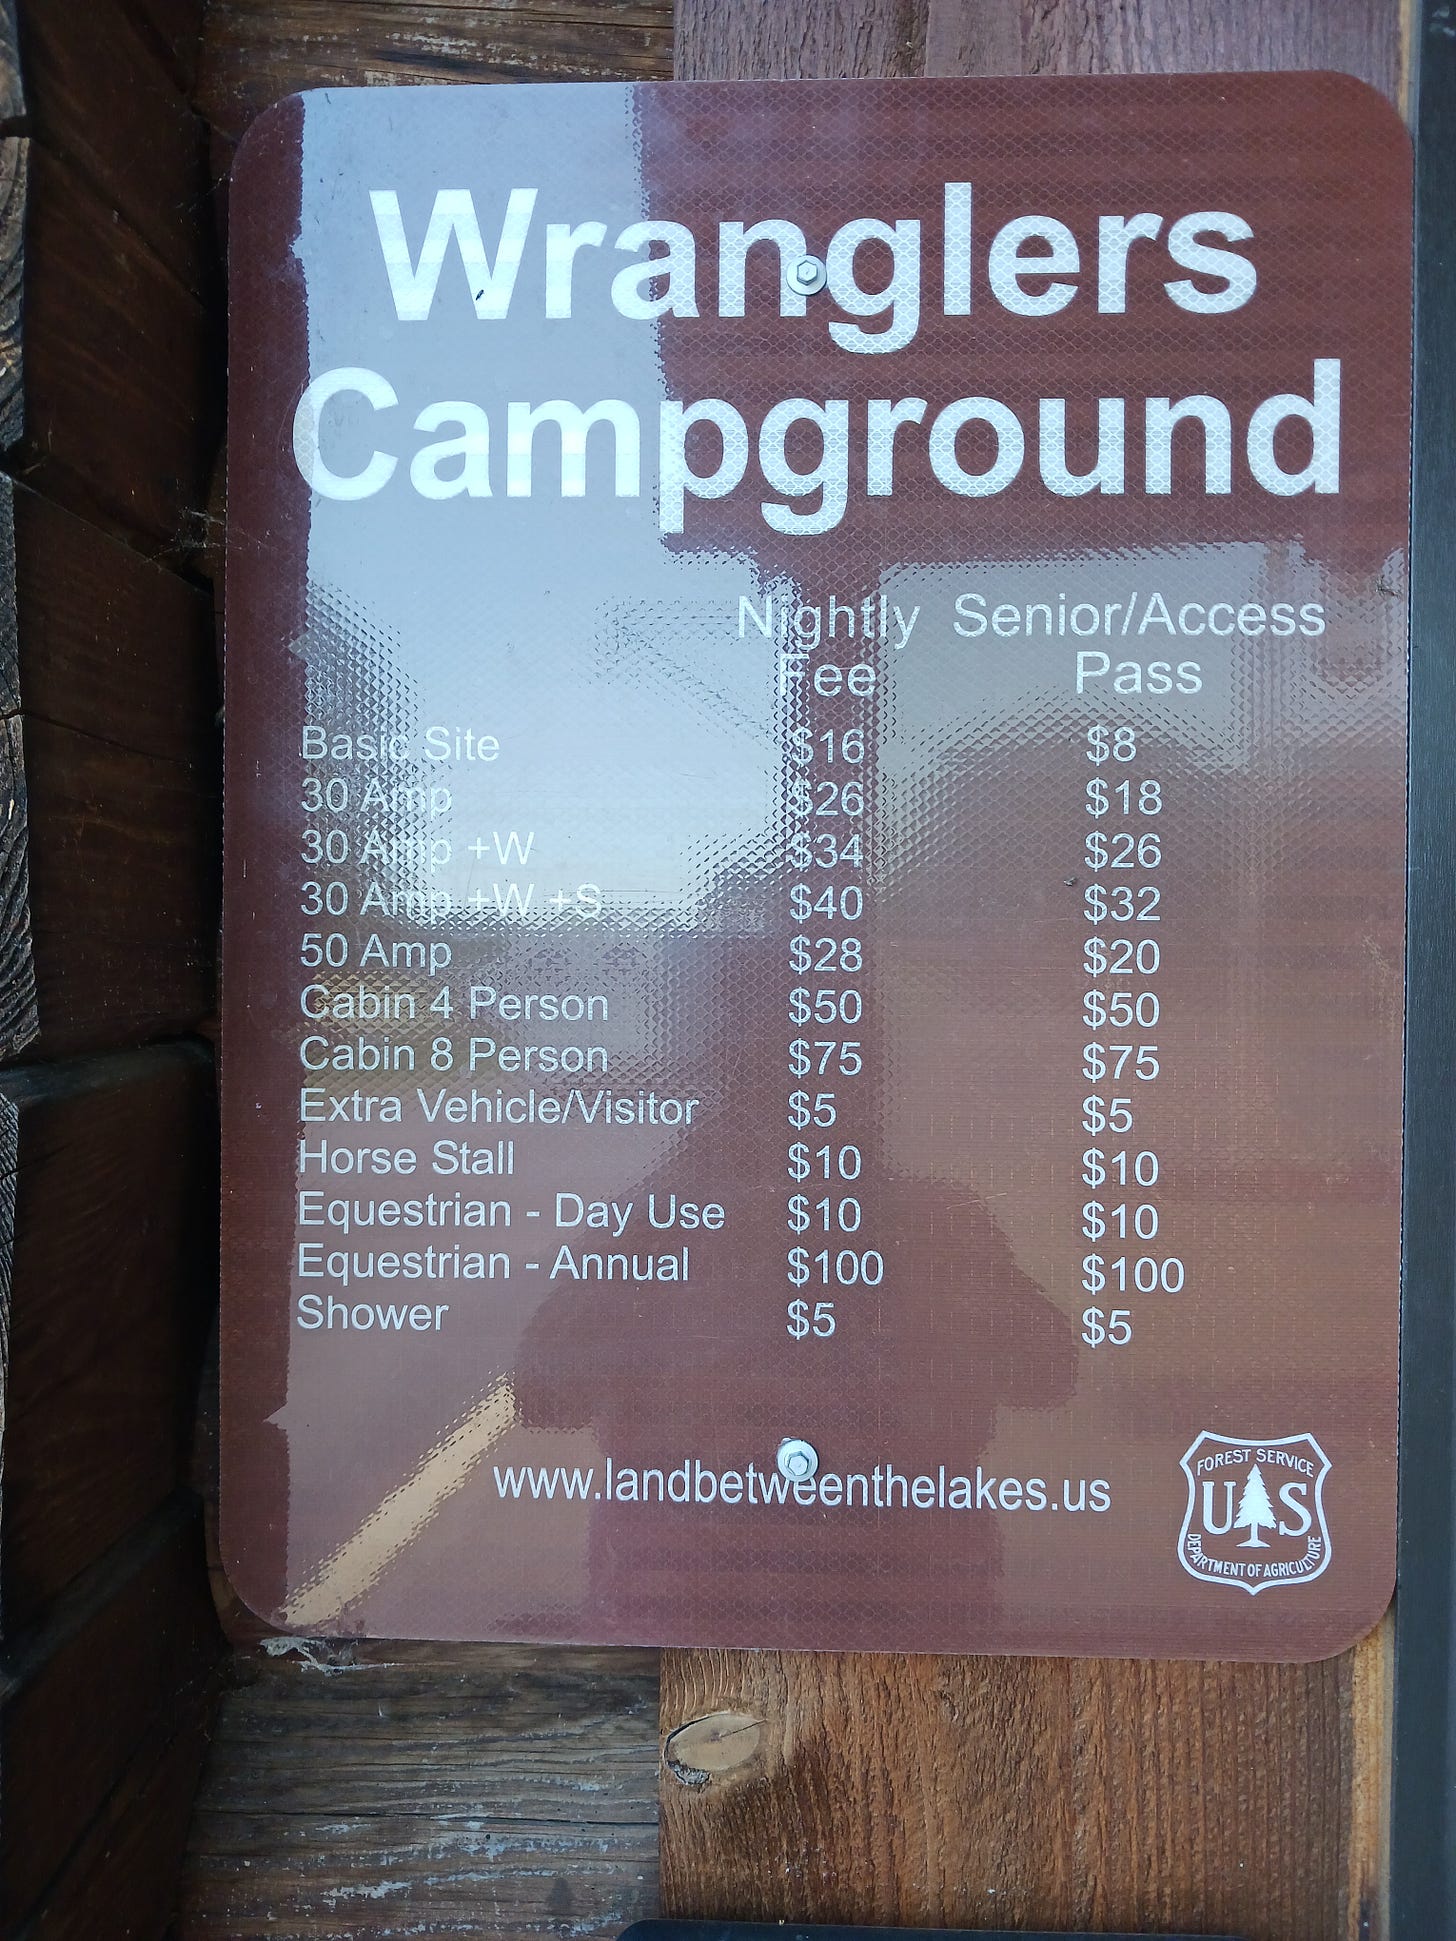 Wranglers
Campground
Nightly Senior/Access
Fee Pass
Basic Site $16 $8
30 Amp $26 $18
30 Amp +W $34 $26
30 Amp +W +S $40 $32
50 Amp $28 $20
Cabin 4 Person $50 $50
Cabin 8 Person $75 $75
Extra Vehicle/Visitor $5 $5
Horse Stall $10 $10
Equestrian - Day Use $10 $10
Equestrian - Annual $100 $100
Shower $5 $5
www.landbetweenthelakes.us
FOREST SERVICE
U S
DEPARTMENT OF AGRICULTURE